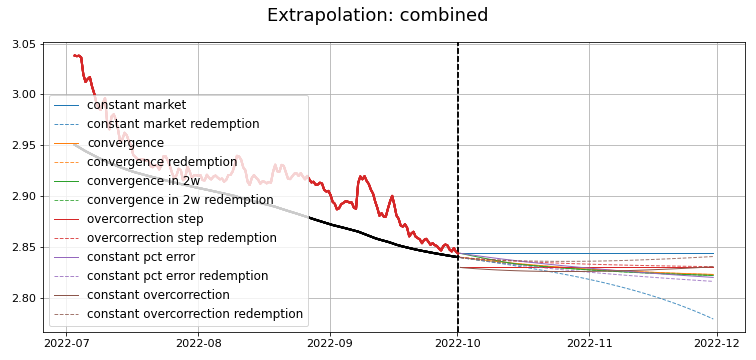 Extrapolation: combined
3.05
3.00
2.95
2.90
2.85
2.80
constant market
constant market redemption
convergence
convergence redemption
convergence in 2w
convergence in 2w redemption
overcorrection step
overcorrection step redemption
constant pct error
constant pct error redemption
constant overcorrection
constant overcorrection redemption
2022-07 2022-08 2022-09 2022-10 2022-11 2022-12